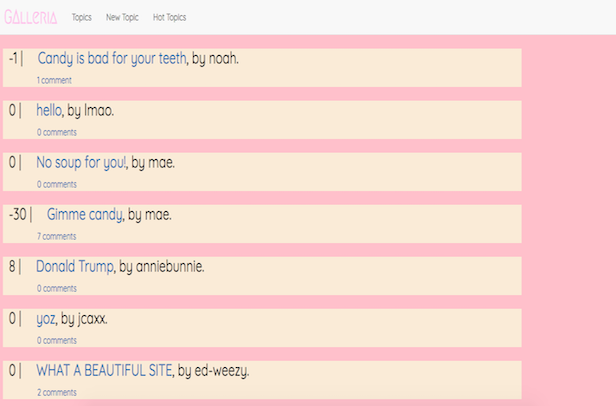 GALLERIA Topics New Topic Hot Topics
-1 | Candy is bad for your teeth, by noah.
1 comment
0 | hello, by lmao.
0 comments
0 | No soup for you!, by mae.
0 comments
-30 | Gimme candy, by mae.
7 comments
8 | Donald Trump, by anniebunnie.
0 comments
0 | yoz, by jcaxx.
0 comments
0 | WHAT A BEAUTIFUL SITE, by ed-weezy.
2 comments